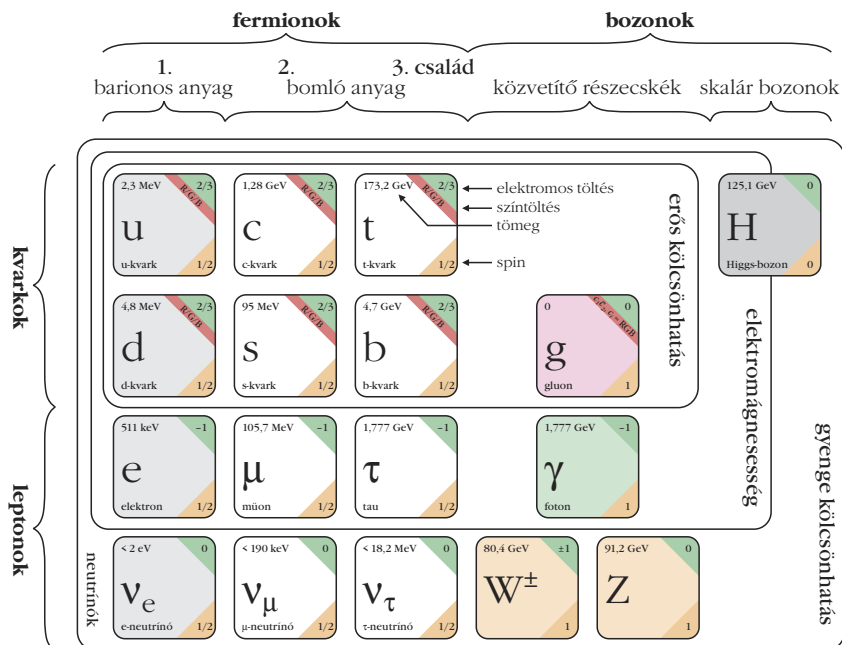 fermionok
bozonok
1.
2.
3. család
barionos anyag
bomló anyag
közvetítő részecskék
skalár bozonok
kvarkok
leptonok
2,3 MeV
2/3
R/G/B
u
u-kvark
1/2
1,28 GeV
2/3
R/G/B
c
c-kvark
1/2
173,2 GeV
2/3
R/G/B
t
t-kvark
1/2
elektromos töltés
színtöltés
tömeg
spin
erős kölcsönhatás
125,1 GeV
0
H
Higgs-bozon
0
4,8 MeV
2/3
R/G/B
d
d-kvark
1/2
95 MeV
2/3
R/G/B
s
s-kvark
1/2
4,7 GeV
2/3
R/G/B
b
b-kvark
1/2
0
0
g
gluon
1
elektromágnesesség
511 keV
−1
e
elektron
1/2
105,7 MeV
−1
μ
müon
1/2
1,777 GeV
−1
τ
tau
1/2
1,777 GeV
−1
γ
foton
1
gyenge kölcsönhatás
neutrínók
< 2 eV
0
νe
e-neutrínó
1/2
< 190 keV
0
νμ
μ-neutrínó
1/2
< 18,2 MeV
0
ντ
τ-neutrínó
1/2
80,4 GeV
±1
W±
1
91,2 GeV
0
Z
1